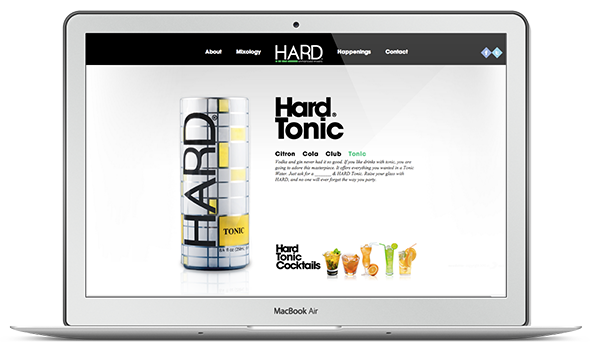 About Mixology HARD Happenings Contact
HARD®
TONIC
Hard®
Tonic
Citron Cola Club Tonic
Vodka and gin never had it so good. If you like drinks with tonic, you are
going to adore this masterpiece. It offers everything you wanted in a Tonic
Water. Just ask for a ______ & HARD Tonic. Raise your glass with
HARD, and no one will ever forget the way you party.
Hard
Tonic
Cocktails
MacBook Air